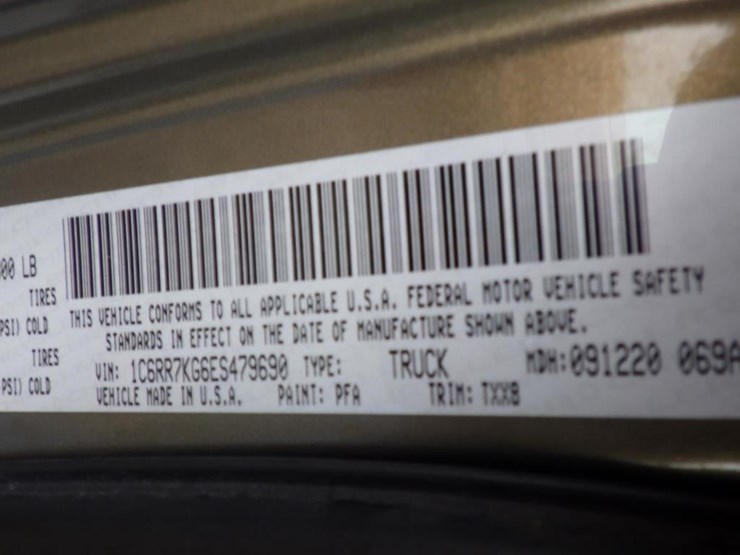 00 LB
TIRES
PSI) COLD
TIRES
PSI) COLD
THIS VEHICLE CONFORMS TO ALL APPLICABLE U.S.A. FEDERAL MOTOR VEHICLE SAFETY
STANDARDS IN EFFECT ON THE DATE OF MANUFACTURE SHOWN ABOVE.
VIN: 1C6RR7KG6ES479690 TYPE: TRUCK MDH:091220 069A
VEHICLE MADE IN U.S.A. PAINT: PFA TRIM: TXX8